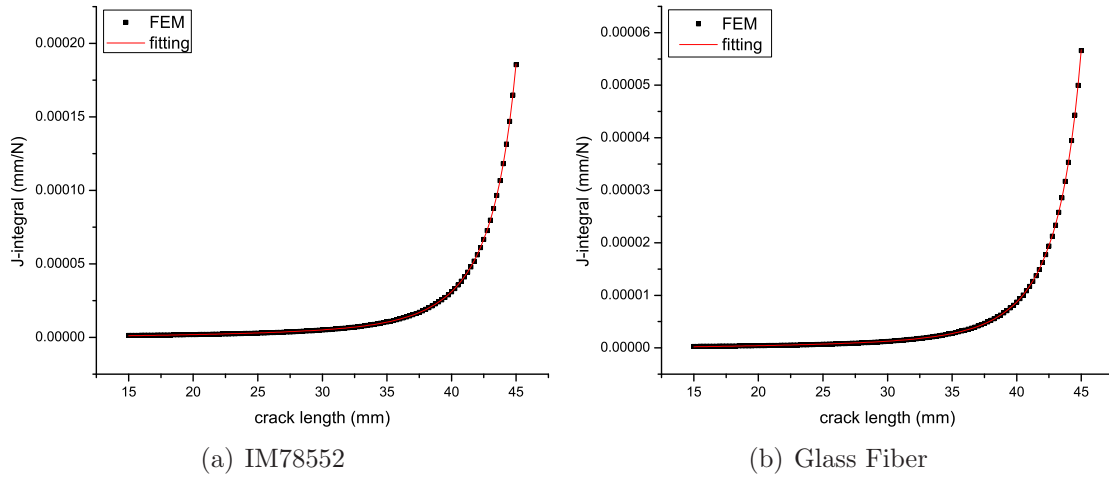 FEM
fitting
0.00020
0.00015
0.00010
0.00005
0.00000
J-integral (mm/N)
15 20 25 30 35 40 45
crack length (mm)
(a) IM78552
FEM
fitting
0.00006
0.00005
0.00004
0.00003
0.00002
0.00001
0.00000
J-integral (mm/N)
15 20 25 30 35 40 45
crack length (mm)
(b) Glass Fiber